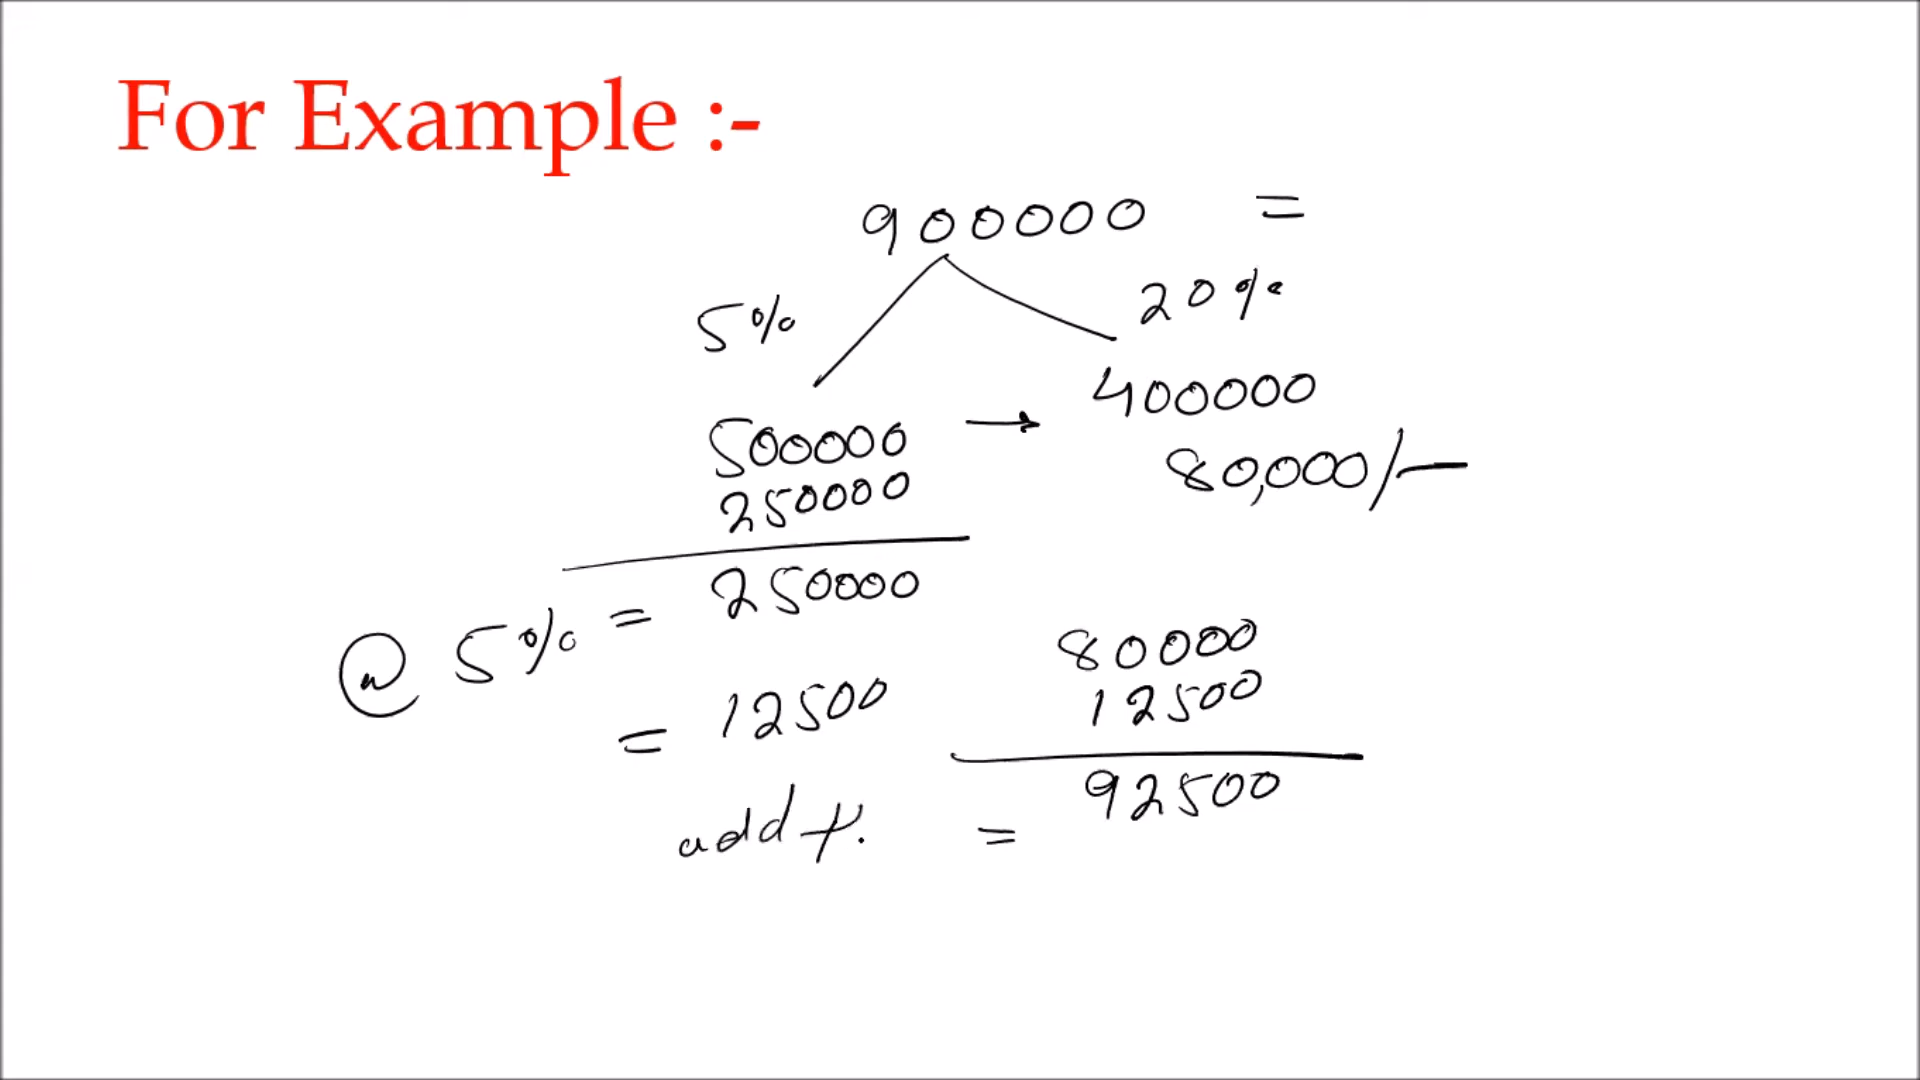 For Example :-
900000 =
5%
20%
500000 → 400000
250000
80,000/-
250000
@ 5% =
80000
= 12500
12500
92500
add +. =